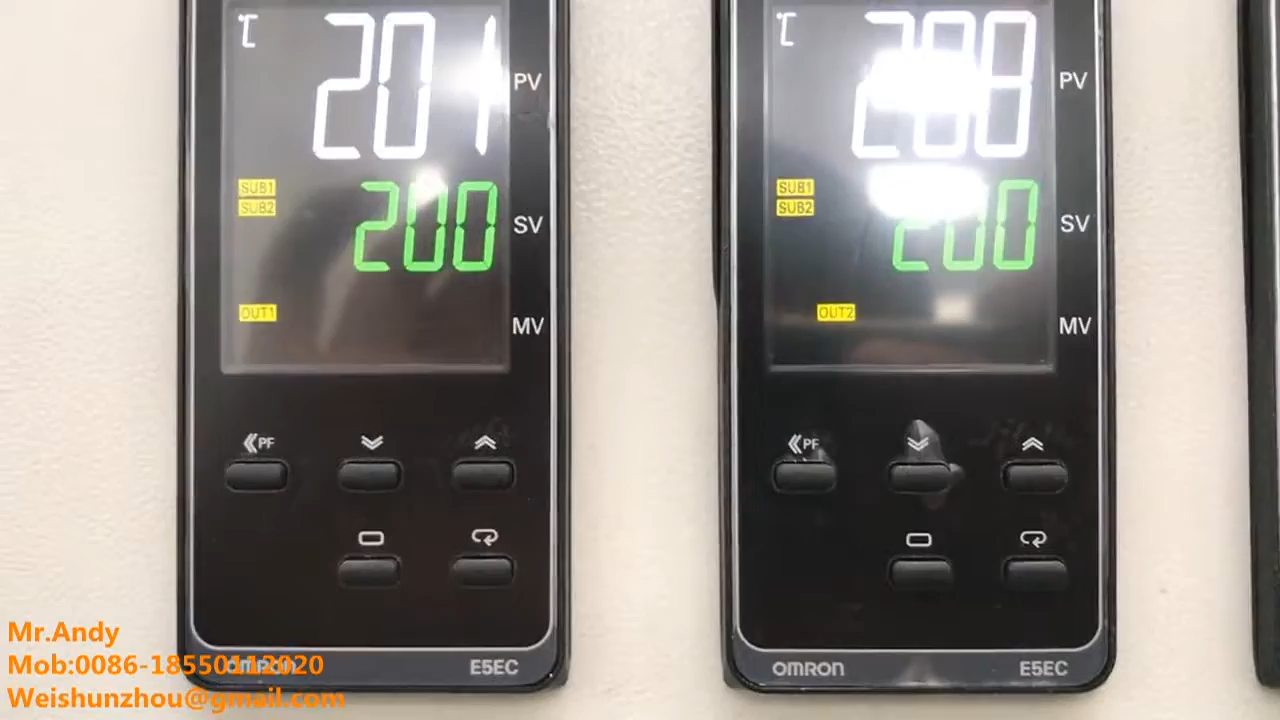 ℃ 201 PV
SUB1
SUB2
200 SV
OUT1
MV
《PF
OMRON E5EC
℃ PV
SUB1
SUB2
200 SV
OUT2
MV
《PF
OMRON E5EC
Mr.Andy
Mob:0086-18550112020
Weishunzhou@gmail.com